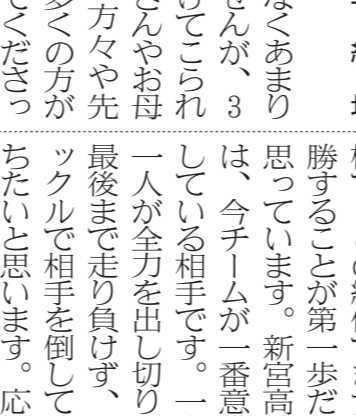 なくあまり
せんが、3
けてこられ
さんやお母
方々や先
多くの方が
てくださっ
勝することが第一歩だ
思っています。新宮高
は、今チームが一番意
している相手です。一
一人が全力を出し切り
最後まで走り負けず、
ックルで相手を倒して
ちたいと思います。応